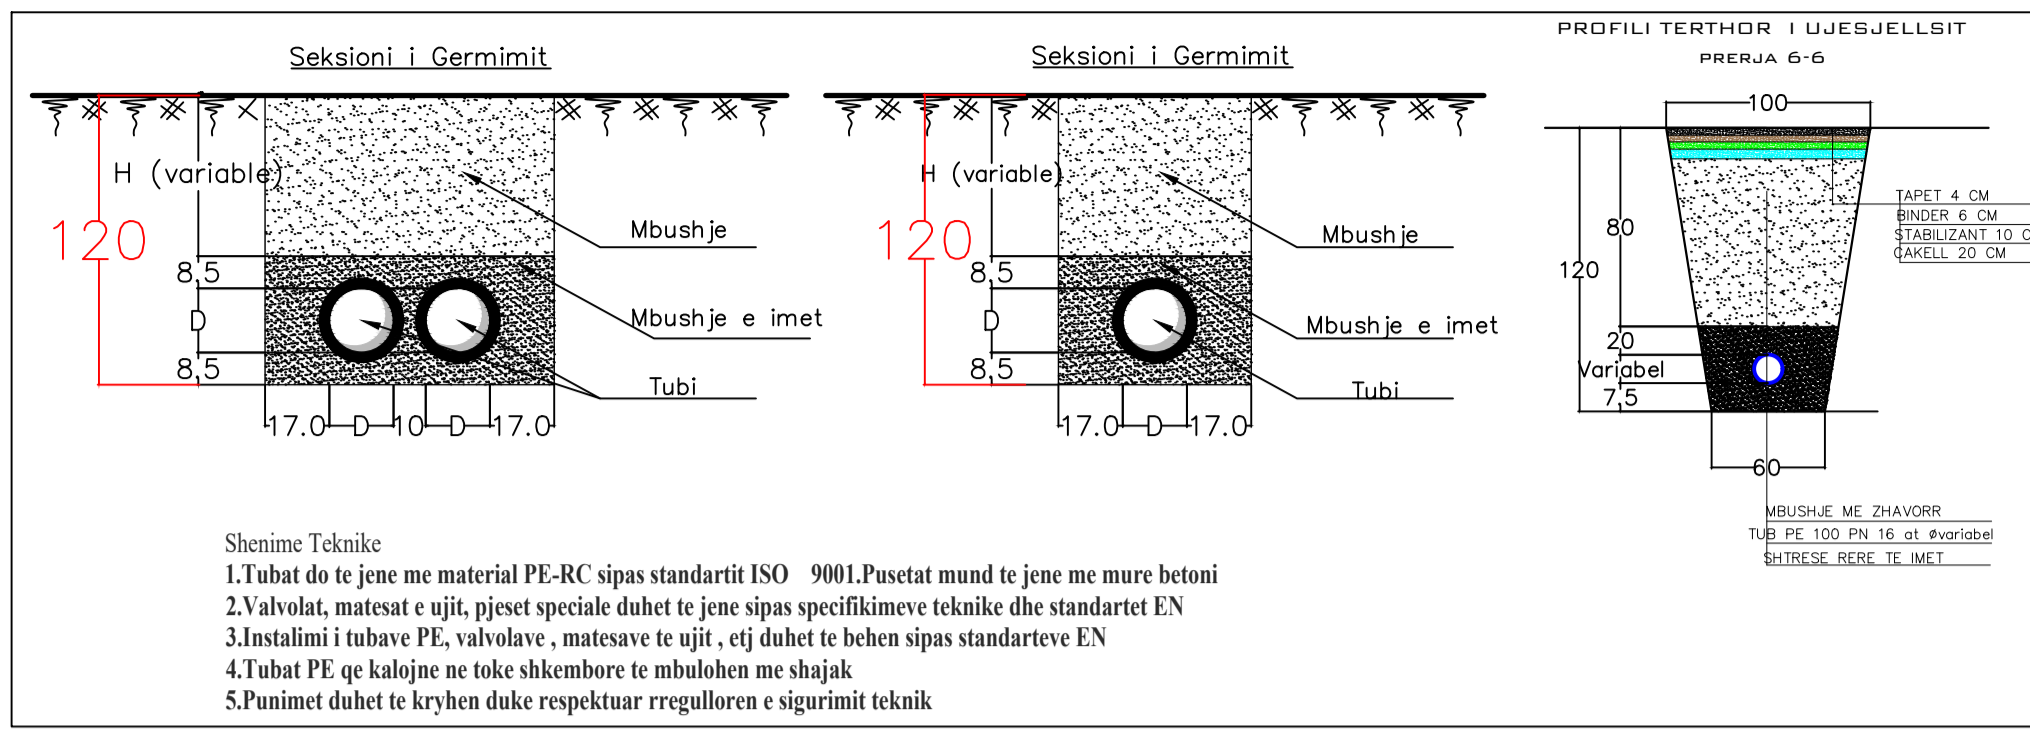 Seksioni i Germimit
H (variable)
120
8,5
D
8,5
17.0 D 10 D 17.0
Mbushje
Mbushje e imet
Tubi
Seksioni i Germimit
H (variable)
120
8,5
D
8,5
17.0 D 17.0
Mbushje
Mbushje e imet
Tubi
PROFILI TERTHOR I UJESJELLSIT
PRERJA 6-6
100
80
120
20
Variabel
7,5
60
TAPET 4 CM
BINDER 6 CM
STABILIZANT 10 C
ÇAKELL 20 CM
MBUSHJE ME ZHAVORR
TUB PE 100 PN 16 at øvariabel
SHTRESE RERE TE IMET
Shenime Teknike
1.Tubat do te jene me material PE-RC sipas standartit ISO 9001.Pusetat mund te jene me mure betoni
2.Valvolat, matesat e ujit, pjeset speciale duhet te jene sipas specifikimeve teknike dhe standartet EN
3.Instalimi i tubave PE, valvolave , matesave te ujit , etj duhet te behen sipas standarteve EN
4.Tubat PE qe kalojne ne toke shkembore te mbulohen me shajak
5.Punimet duhet te kryhen duke respektuar rregulloren e sigurimit teknik